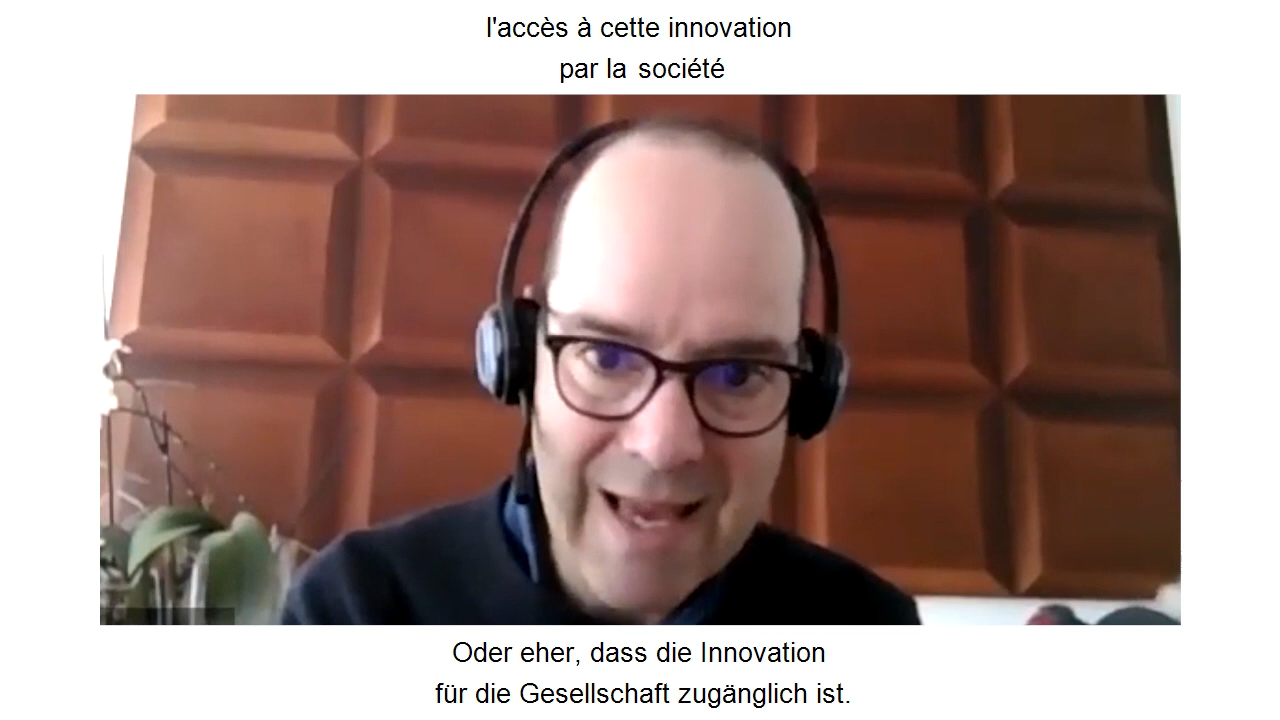 l'accès à cette innovation
par la société
Oder eher, dass die Innovation
für die Gesellschaft zugänglich ist.